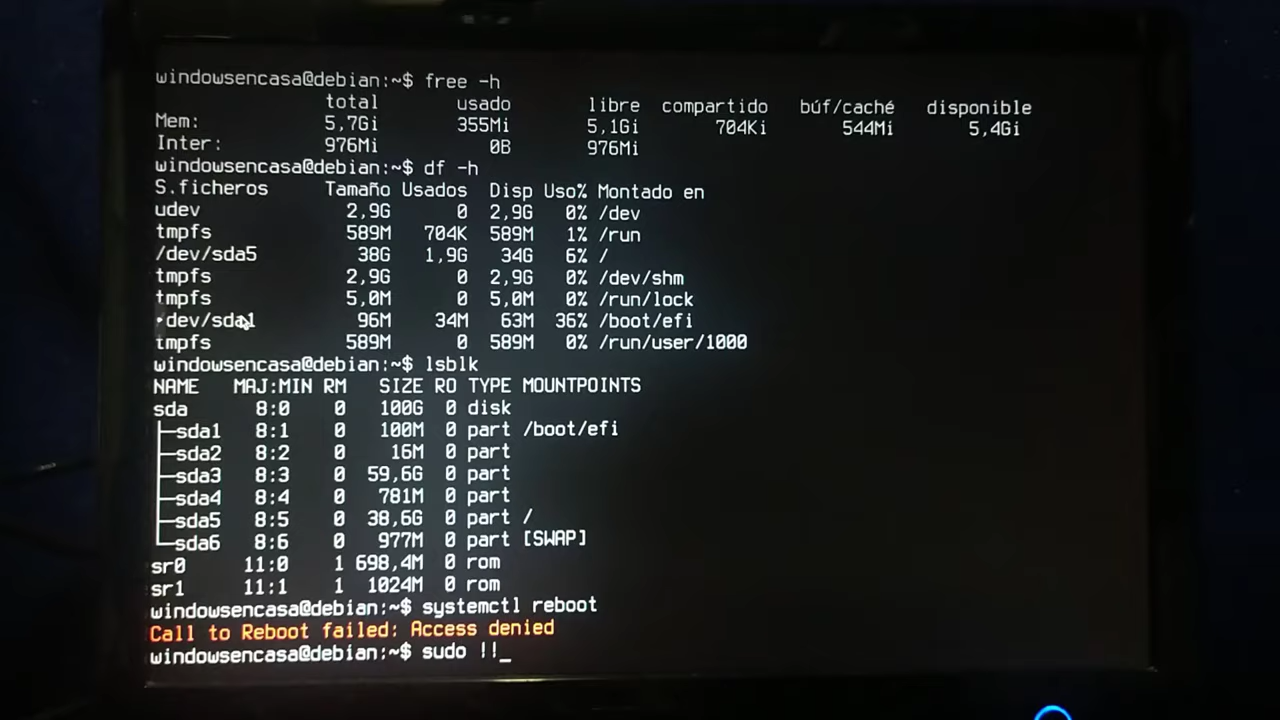 windowsencasa@debian:~$ free -h
total usado libre compartido búf/caché disponible
Mem: 5,7Gi 355Mi 5,1Gi 704Ki 544Mi 5,4Gi
Inter: 976Mi 0B 976Mi
windowsencasa@debian:~$ df -h
S.ficheros Tamaño Usados Disp Uso% Montado en
udev 2,9G 0 2,9G 0% /dev
tmpfs 589M 704K 589M 1% /run
/dev/sda5 38G 1,9G 34G 6% /
tmpfs 2,9G 0 2,9G 0% /dev/shm
tmpfs 5,0M 0 5,0M 0% /run/lock
/dev/sda1 96M 34M 63M 36% /boot/efi
tmpfs 589M 0 589M 0% /run/user/1000
windowsencasa@debian:~$ lsblk
NAME MAJ:MIN RM SIZE RO TYPE MOUNTPOINTS
sda 8:0 0 100G 0 disk
├─sda1 8:1 0 100M 0 part /boot/efi
├─sda2 8:2 0 16M 0 part
├─sda3 8:3 0 59,6G 0 part
├─sda4 8:4 0 781M 0 part
├─sda5 8:5 0 38,6G 0 part /
└─sda6 8:6 0 977M 0 part [SWAP]
sr0 11:0 1 698,4M 0 rom
sr1 11:1 1 1024M 0 rom
windowsencasa@debian:~$ systemctl reboot
Call to Reboot failed: Access denied
windowsencasa@debian:~$ sudo !!_